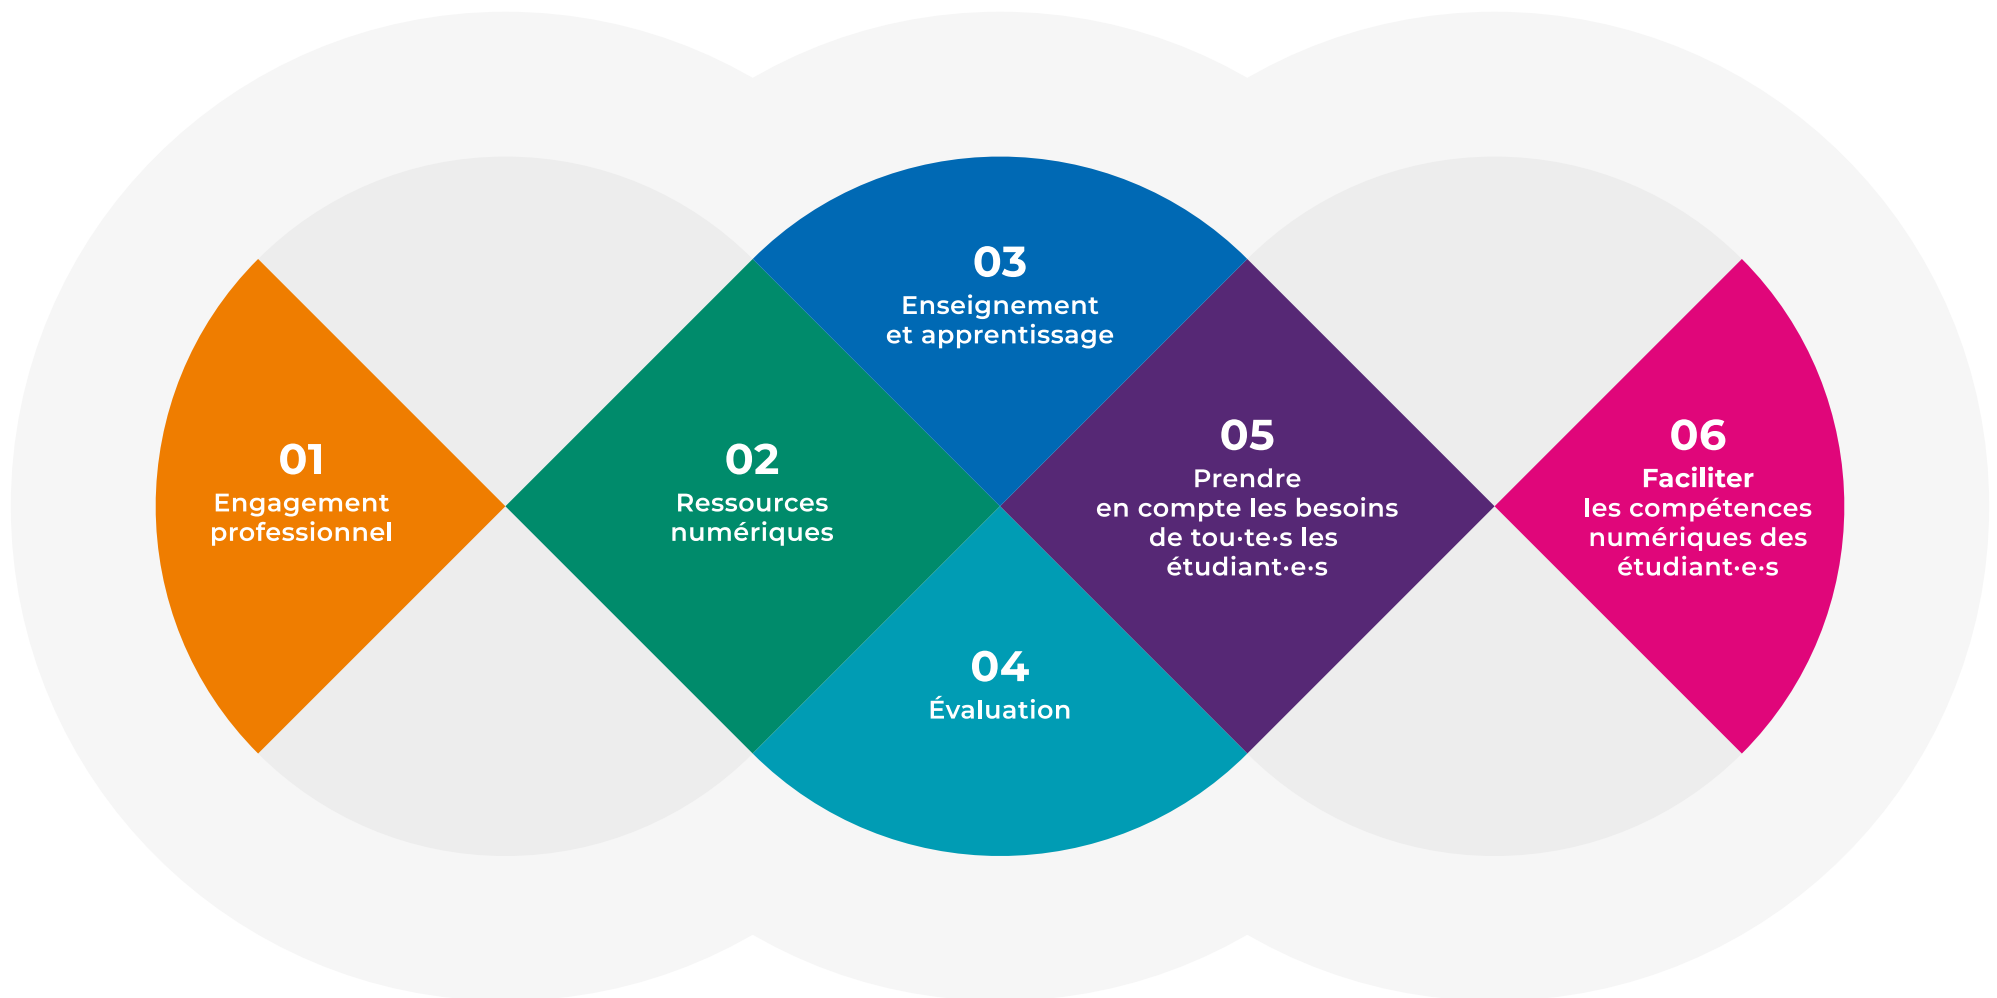 01
Engagement
professionnel
02
Ressources
numériques
03
Enseignement
et apprentissage
04
Évaluation
05
Prendre
en compte les besoins
de tou·te·s les
étudiant·e·s
06
Faciliter
les compétences
numériques des
étudiant·e·s